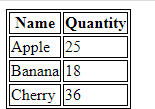 Name Quantity
Apple 25
Banana 18
Cherry 36